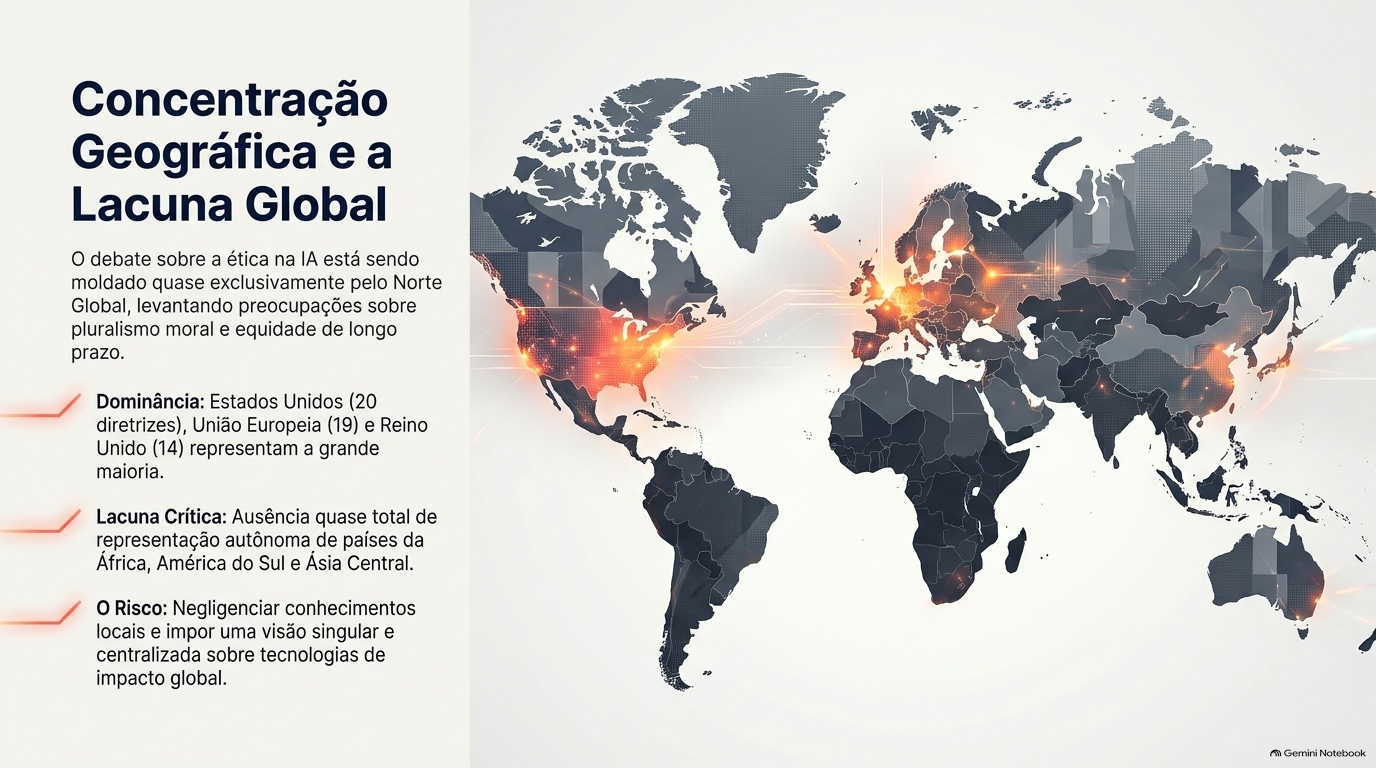 Concentração
Geográfica e a
Lacuna Global
O debate sobre a ética na IA está sendo
moldado quase exclusivamente pelo Norte
Global, levantando preocupações sobre
pluralismo moral e equidade de longo
prazo.
Dominância: Estados Unidos (20
diretrizes), União Europeia (19) e Reino
Unido (14) representam a grande
maioria.
Lacuna Crítica: Ausência quase total de
representação autônoma de países da
África, América do Sul e Ásia Central.
O Risco: Negligenciar conhecimentos
locais e impor uma visão singular e
centralizada sobre tecnologias de
impacto global.
Gemini Notebook